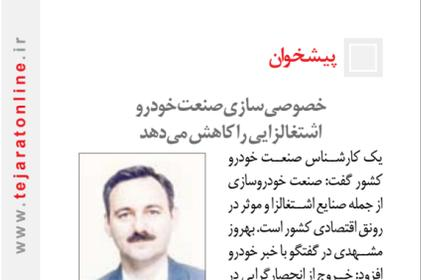 www.tejaratonline.ir
پیشخوان
خصوصی‌سازی صنعت خودرو
اشتغالزایی را کاهش می‌دهد
یک کارشناس صنعت خودرو
کشور گفت: صنعت خودروسازی
از جمله صنایع اشتغالزا و موثر در
رونق اقتصادی کشور است. بهروز
مشهدی در گفتگو با خبر خودرو
افزود: خروج از انحصارگرایی در